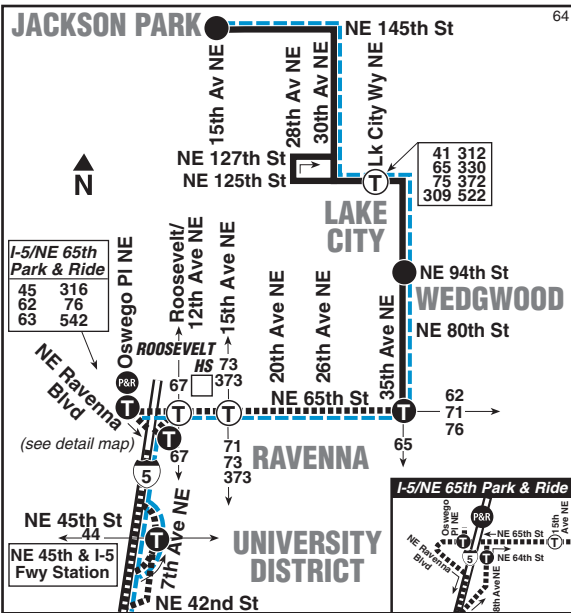 64
JACKSON PARK
NE 145th St
15th Av NE
28th Av NE
30th Av NE
Lk City Wy NE
N
NE 127th St
NE 125th St
T
41 312
65 330
75 372
309 522
LAKE
CITY
NE 94th St
WEDGWOOD
NE 80th St
I-5/NE 65th
Park & Ride
45 316
62 76
63 542
Oswego Pl NE
Roosevelt/
12th Ave NE
15th Ave NE
20th Ave NE
26th Ave NE
35th Ave NE
ROOSEVELT
HS
73
373
67
P&R
NE Ravenna
Blvd
T
T
T
T
T
NE 65th St
62
71
76
(see detail map)
67
71
73
373
65
RAVENNA
5
I-5/NE 65th Park & Ride
P&R
Oswego
Pl NE
NE 65th St
15th
Ave NE
T
T
T
5
NE 64th St
NE Ravenna
Blvd
8th Ave NE
NE 45th St
44
T
7th Ave NE
NE 45th & I-5
Fwy Station
UNIVERSITY
DISTRICT
NE 42nd St